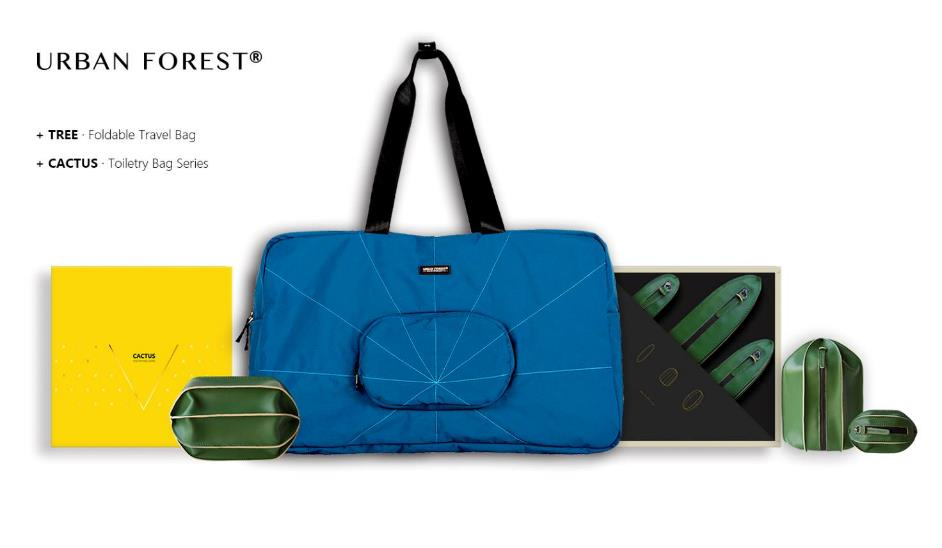 URBAN FOREST®
+ TREE · Foldable Travel Bag
+ CACTUS · Toiletry Bag Series
URBAN FOREST®
CACTUS